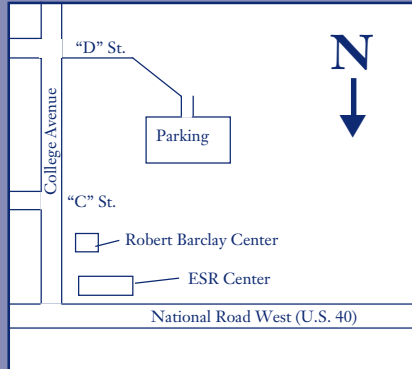 “D” St.
N
Parking
College Avenue
“C” St.
Robert Barclay Center
ESR Center
National Road West (U.S. 40)